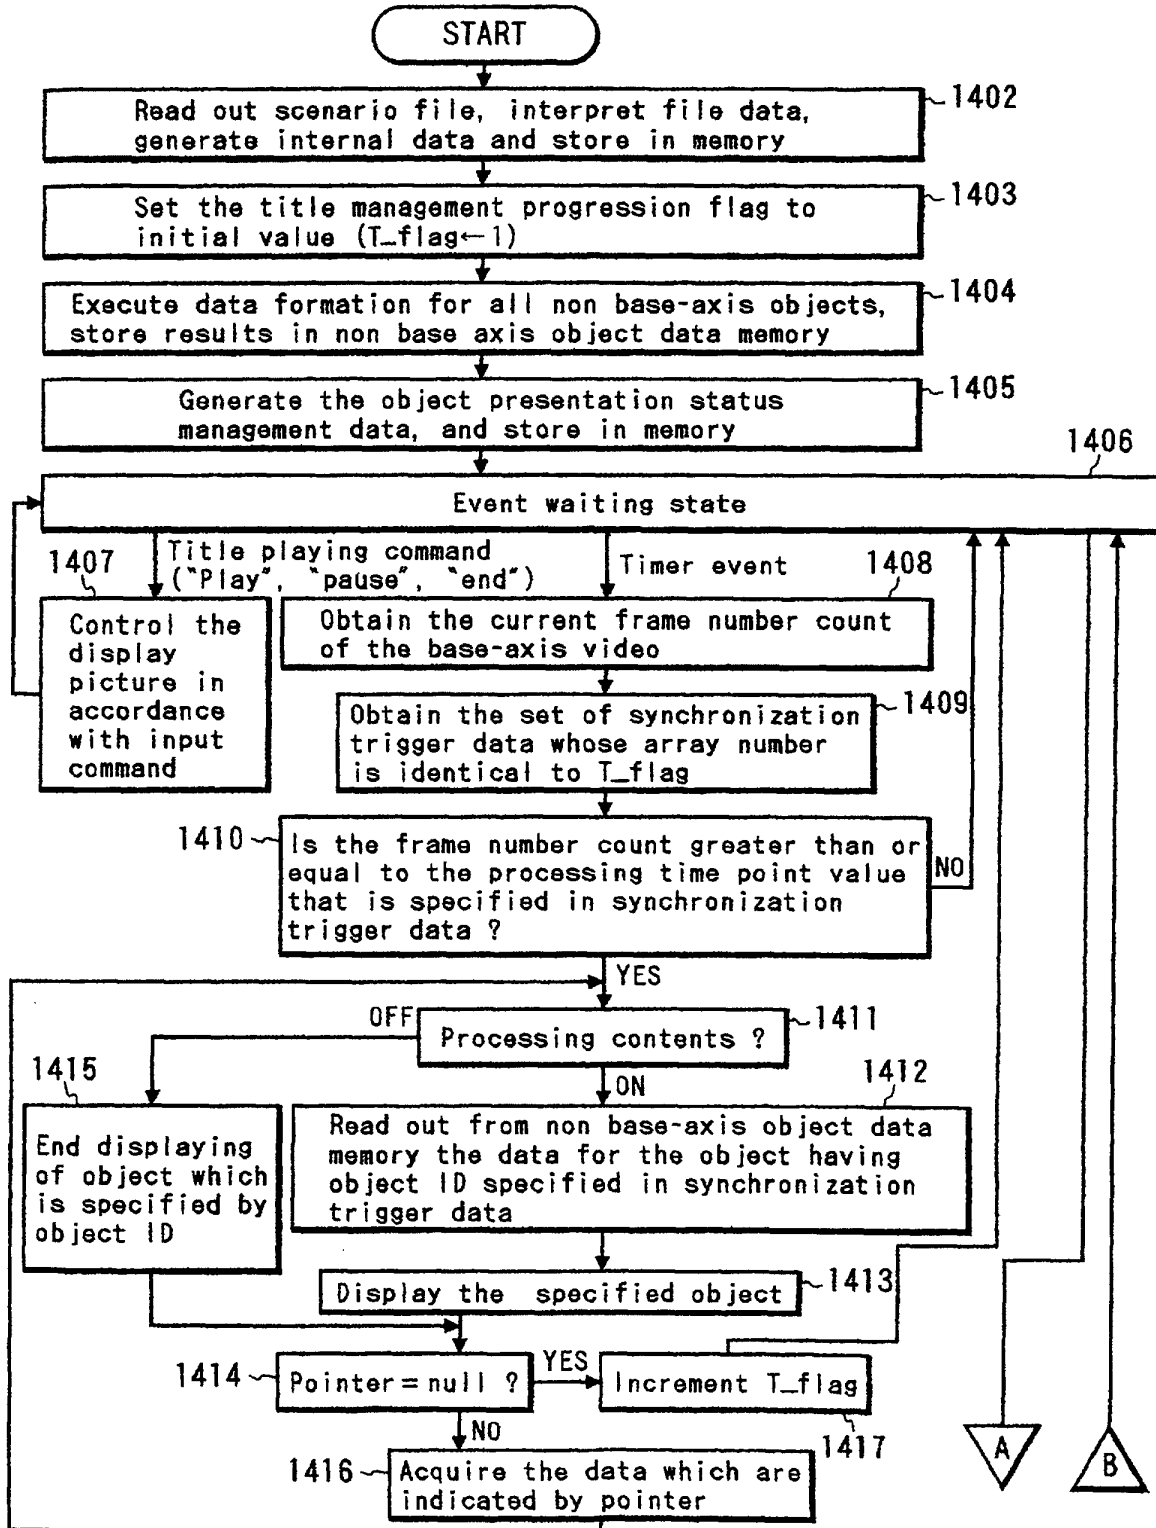 START
1402
Read out scenario file, interpret file data,
generate internal data and store in memory
1403
Set the title management progression flag to
initial value (T_flag←1)
1404
Execute data formation for all non base-axis objects,
store results in non base axis object data memory
1405
Generate the object presentation status
management data, and store in memory
1406
Event waiting state
1407
Title playing command
("Play", "pause", "end")
Timer event
1408
Control the
display
picture in
accordance
with input
command
Obtain the current frame number count
of the base-axis video
1409
Obtain the set of synchronization
trigger data whose array number
is identical to T_flag
1410
Is the frame number count greater than or
equal to the processing time point value
that is specified in synchronization
trigger data ?
NO
YES
OFF
1411
Processing contents ?
ON
1415
1412
End displaying
of object which
is specified by
object ID
Read out from non base-axis object data
memory the data for the object having
object ID specified in synchronization
trigger data
1413
Display the specified object
1414
Pointer=null ?
YES
Increment T_flag
1417
NO
A
B
1416
Acquire the data which are
indicated by pointer